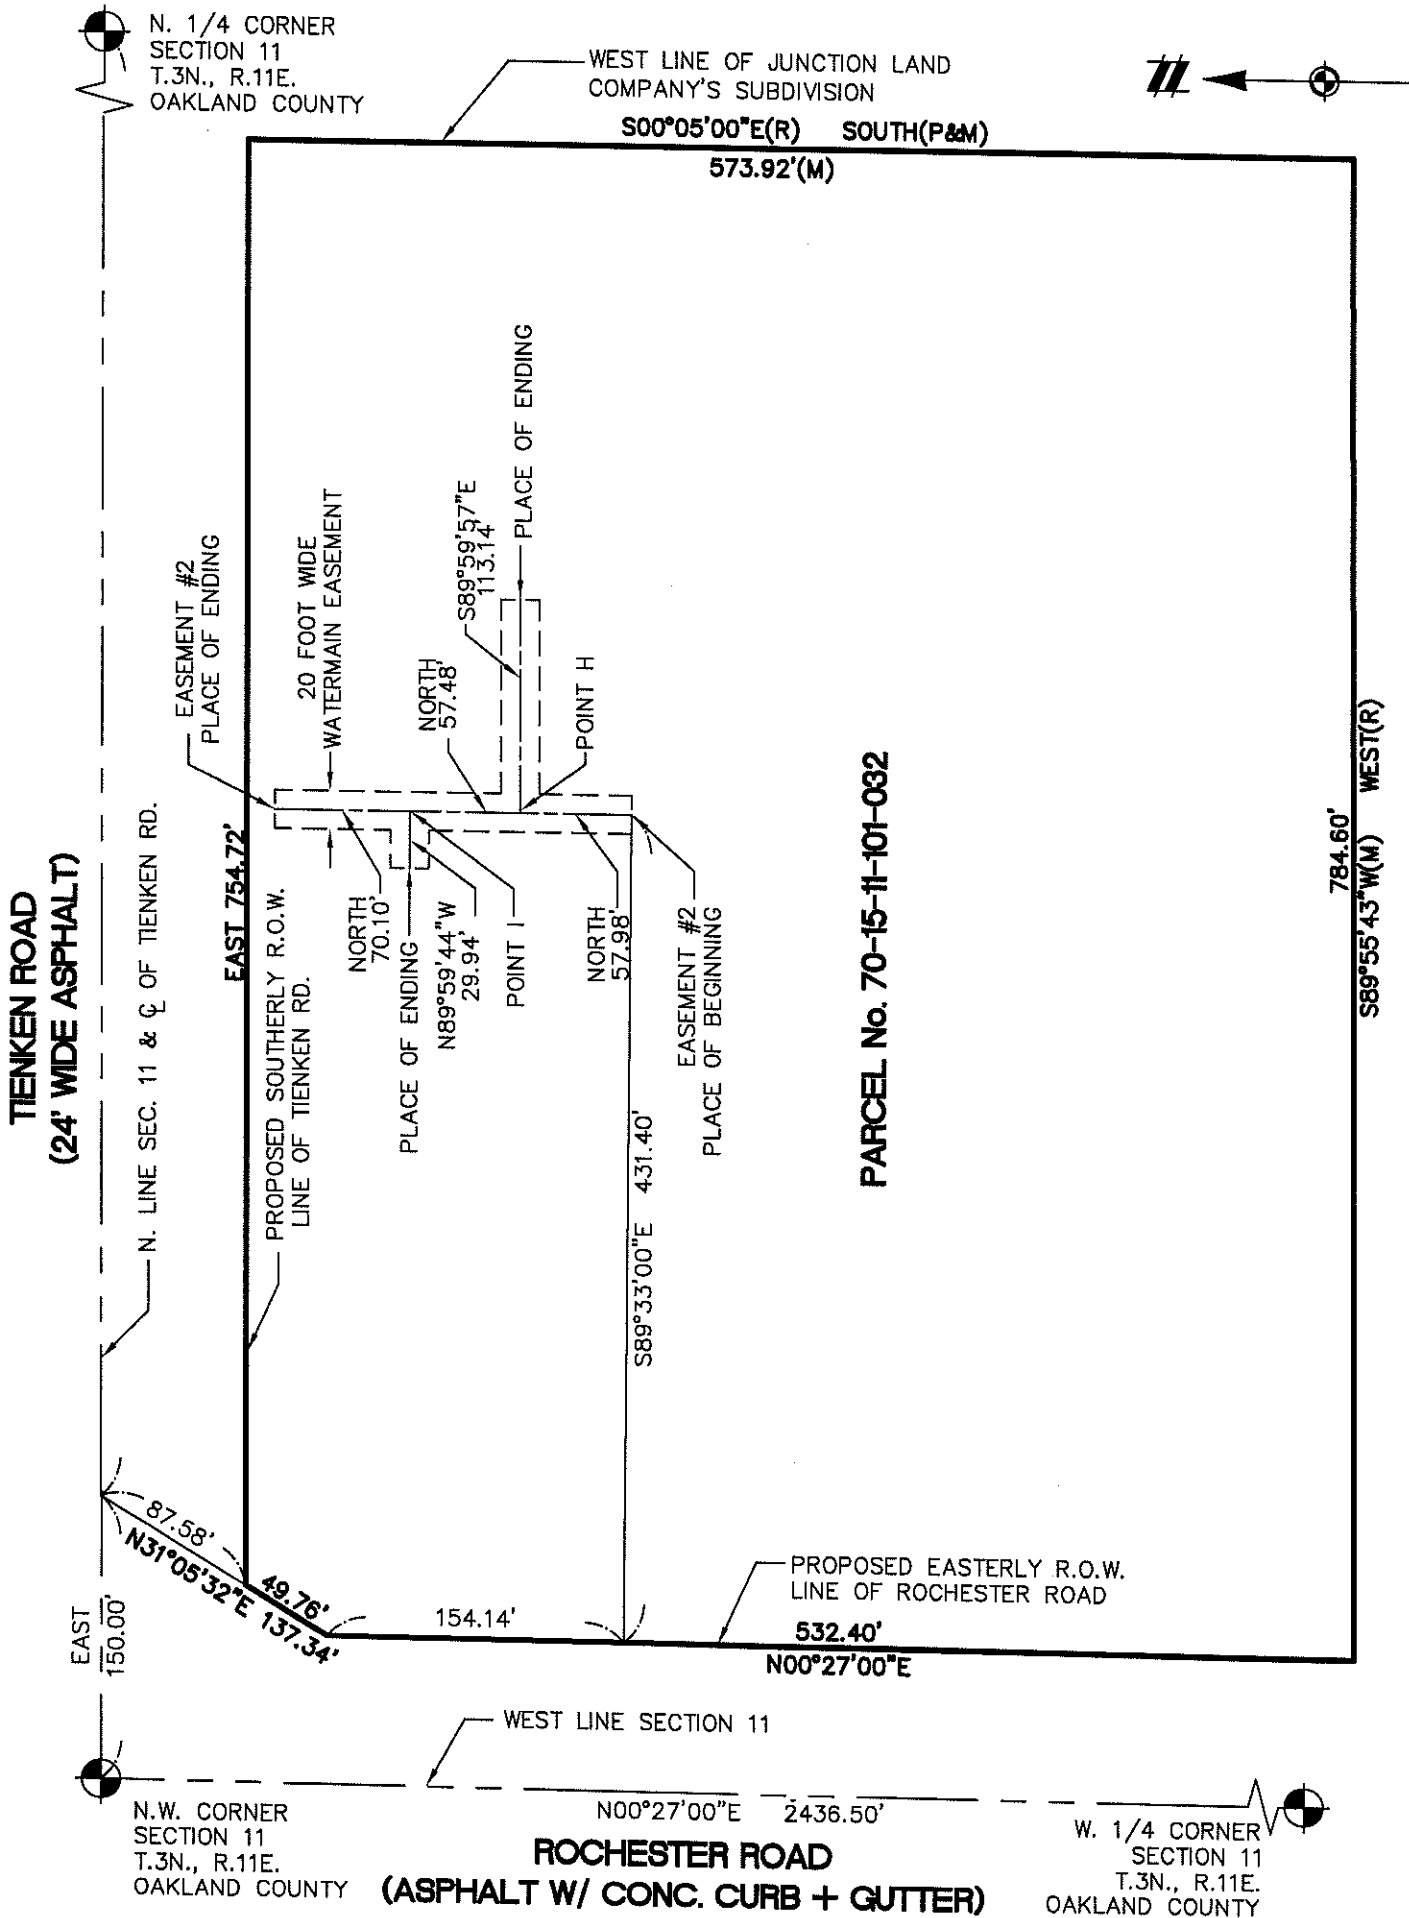 N. 1/4 CORNER
SECTION 11
T.3N., R.11E.
OAKLAND COUNTY
WEST LINE OF JUNCTION LAND
COMPANY'S SUBDIVISION
S00°05'00"E(R) SOUTH(P&M)
573.92'(M)
N
TIENKEN ROAD
(24' WIDE ASPHALT)
N. LINE SEC. 11 & ℄ OF TIENKEN RD.
EASEMENT #2
PLACE OF ENDING
EAST 754.72'
PROPOSED SOUTHERLY R.O.W.
LINE OF TIENKEN RD.
20 FOOT WIDE
WATERMAIN EASEMENT
NORTH
70.10'
PLACE OF ENDING
N89°59'44"W
29.94'
POINT I
NORTH
57.48'
S89°59'57"E
113.14'
PLACE OF ENDING
POINT H
NORTH
57.98'
EASEMENT #2
PLACE OF BEGINNING
S89°33'00"E 431.40'
PARCEL No. 70-15-11-101-032
784.60'
S89°55'43"W(M) WEST(R)
87.58'
N31°05'32"E 137.34'
49.76'
EAST
150.00'
154.14'
PROPOSED EASTERLY R.O.W.
LINE OF ROCHESTER ROAD
532.40'
N00°27'00"E
WEST LINE SECTION 11
N00°27'00"E 2436.50'
N.W. CORNER
SECTION 11
T.3N., R.11E.
OAKLAND COUNTY
ROCHESTER ROAD
(ASPHALT W/ CONC. CURB + GUTTER)
W. 1/4 CORNER
SECTION 11
T.3N., R.11E.
OAKLAND COUNTY